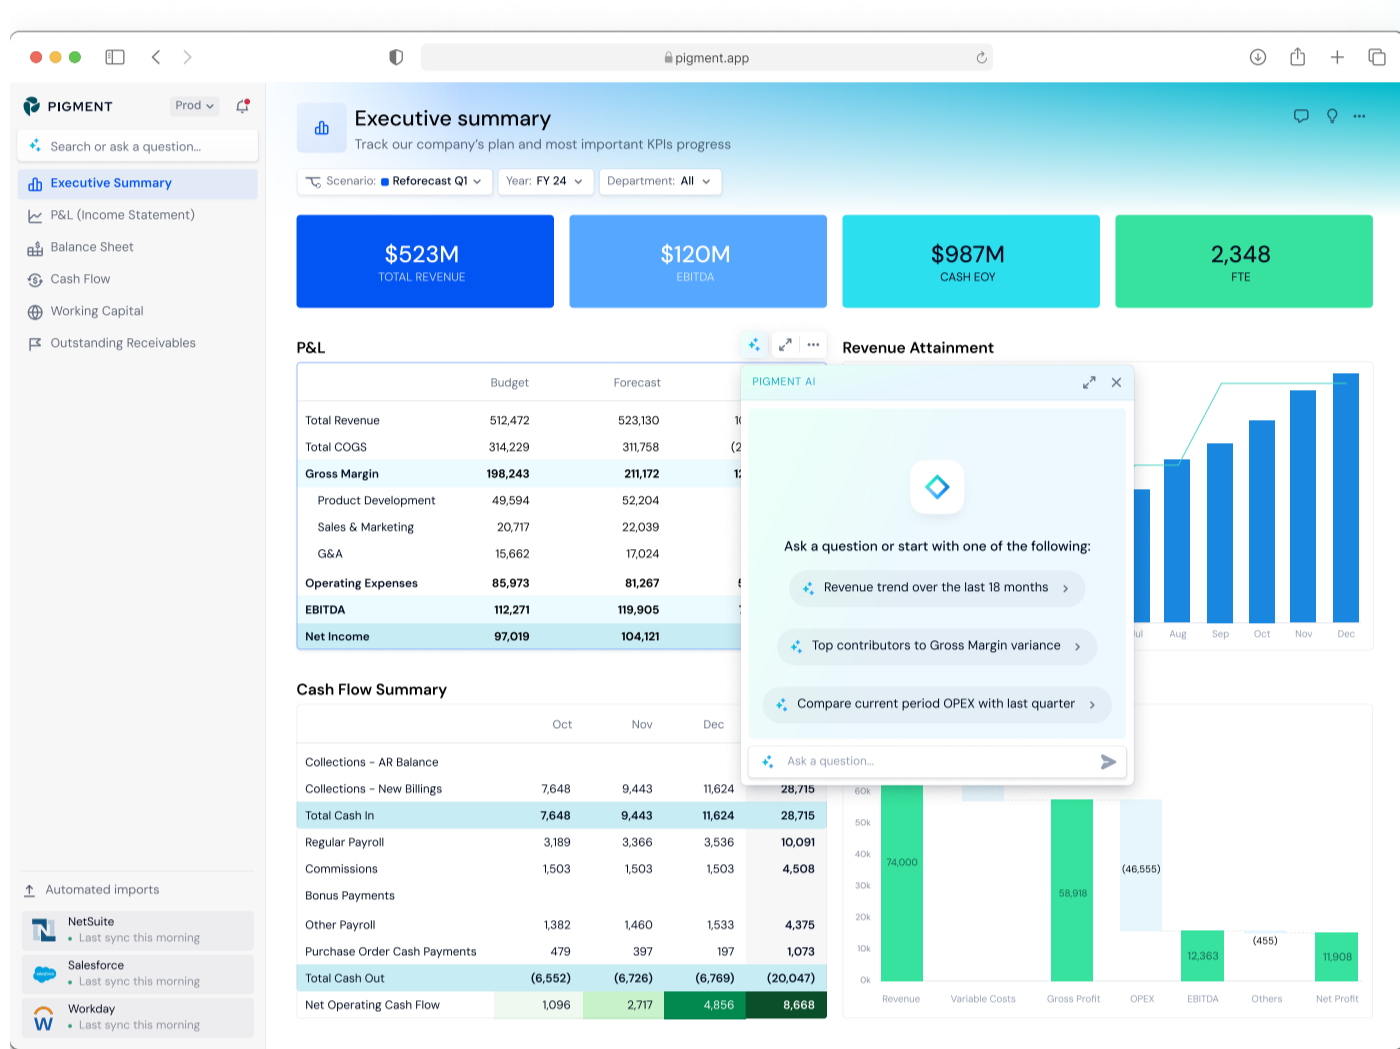 pigment.app
PIGMENT
Prod
Search or ask a question...
Executive Summary
P&L (Income Statement)
Balance Sheet
Cash Flow
Working Capital
Outstanding Receivables
Automated imports
NetSuite
Last sync this morning
salesforce
Salesforce
Last sync this morning
Workday
Last sync this morning
Executive summary
Track our company's plan and most important KPIs progress
Scenario: Reforecast Q1
Year: FY 24
Department: All
$523M
TOTAL REVENUE
$120M
EBITDA
$987M
CASH EOY
2,348
FTE
P&L
Budget Forecast
Total Revenue 512,472 523,130
Total COGS 314,229 311,758
Gross Margin 198,243 211,172
Product Development 49,594 52,204
Sales & Marketing 20,717 22,039
G&A 15,662 17,024
Operating Expenses 85,973 81,267
EBITDA 112,271 119,905
Net Income 97,019 104,121
Revenue Attainment
Aug Sep Oct Nov Dec
PIGMENT AI
Ask a question or start with one of the following:
Revenue trend over the last 18 months
Top contributors to Gross Margin variance
Compare current period OPEX with last quarter
Ask a question...
Cash Flow Summary
Oct Nov Dec
Collections - AR Balance
Collections - New Billings 7,648 9,443 11,624 28,715
Total Cash In 7,648 9,443 11,624 28,715
Regular Payroll 3,189 3,366 3,536 10,091
Commissions 1,503 1,503 1,503 4,508
Bonus Payments
Other Payroll 1,382 1,460 1,533 4,375
Purchase Order Cash Payments 479 397 197 1,073
Total Cash Out (6,552) (6,726) (6,769) (20,047)
Net Operating Cash Flow 1,096 2,717 4,856 8,668
60k
50k
40k
30k
20k
10k
0k
74,000
58,918
(46,555)
12,363
(455)
11,908
Revenue Variable Costs Gross Profit OPEX EBITDA Others Net Profit